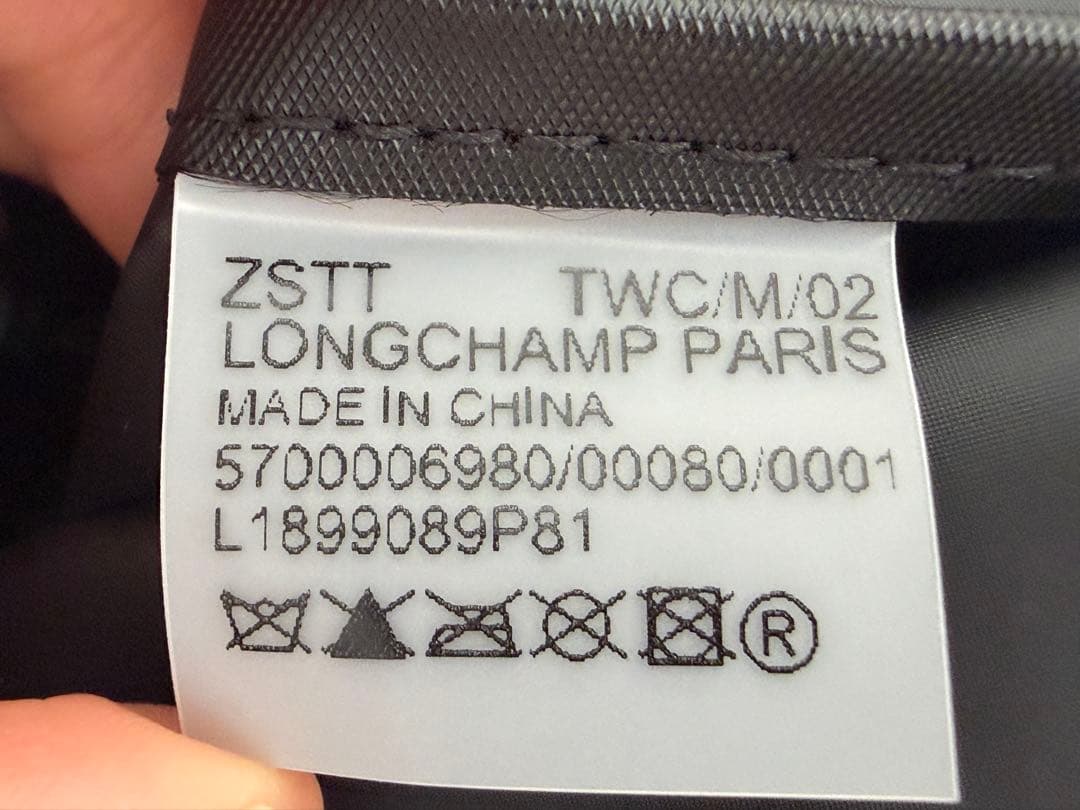 ZSTT TWC/M/02
LONGCHAMP PARIS
MADE IN CHINA
5700006980/00080/0001
L1899089P81
®